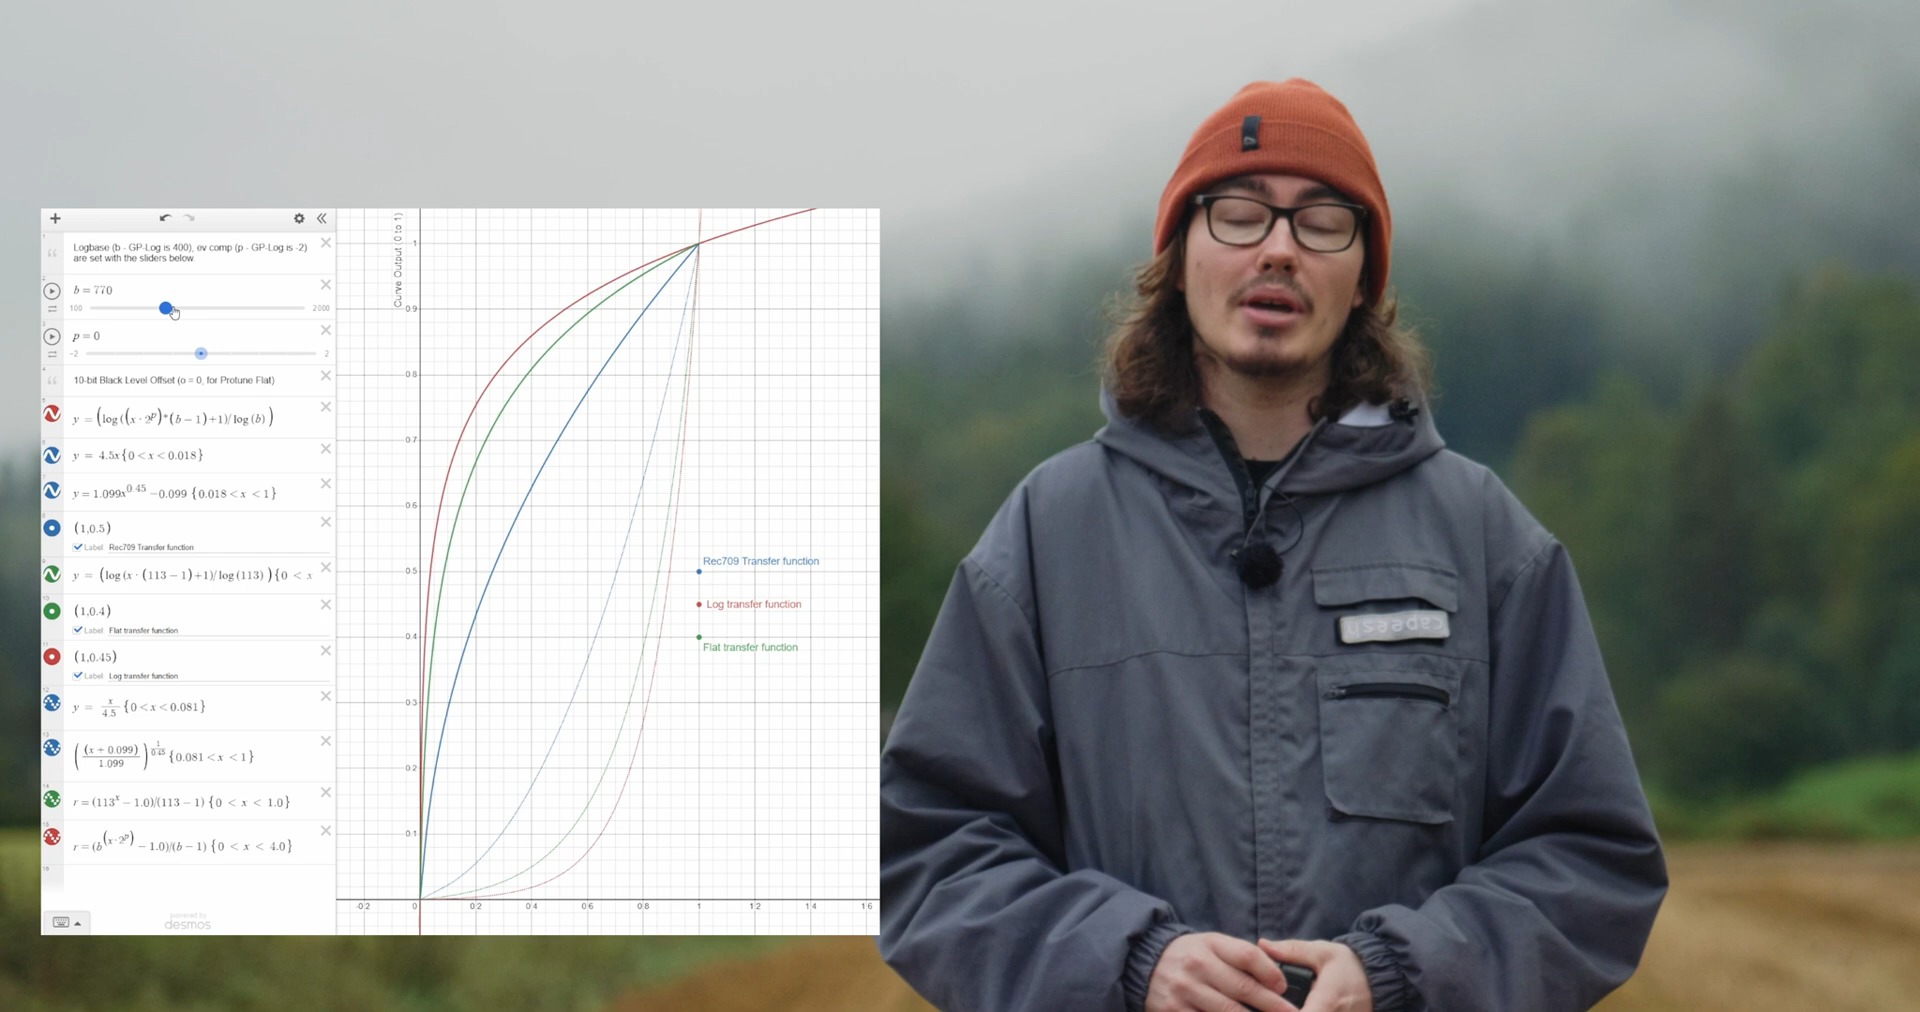 Logbase (b - GP-Log is 400), ev comp (p - GP-Log is -2)
are set with the sliders below.
b = 770
100 2000
p = 0
-2 2
10-bit Black Level Offset (o = 0, for Protune Flat)
y = (log((x · 2^p)*(b − 1)+1)/log(b))
y = 4.5x{0 < x < 0.018}
y = 1.099x^0.45 − 0.099 {0.018 < x < 1}
(1,0.5)
Label Rec709 Transfer function
y = (log(x · (113 − 1)+1)/log(113)){0 < x
(1,0.4)
Label Flat transfer function
(1,0.45)
Label Log transfer function
y = x/4.5 {0 < x < 0.081}
((x + 0.099)/1.099)^(1/0.45) {0.081 < x < 1}
r = (113^x − 1.0)/(113 − 1) {0 < x < 1.0}
r = (b^(x·2^p) − 1.0)/(b − 1) {0 < x < 4.0}
powered by
desmos
Curve Output (0 to 1)
1
0.9
0.8
0.7
0.6
0.5
0.4
0.3
0.2
0.1
-0.2 0 0.2 0.4 0.6 0.8 1 1.2 1.4 1.6
Rec709 Transfer function
Log transfer function
Flat transfer function